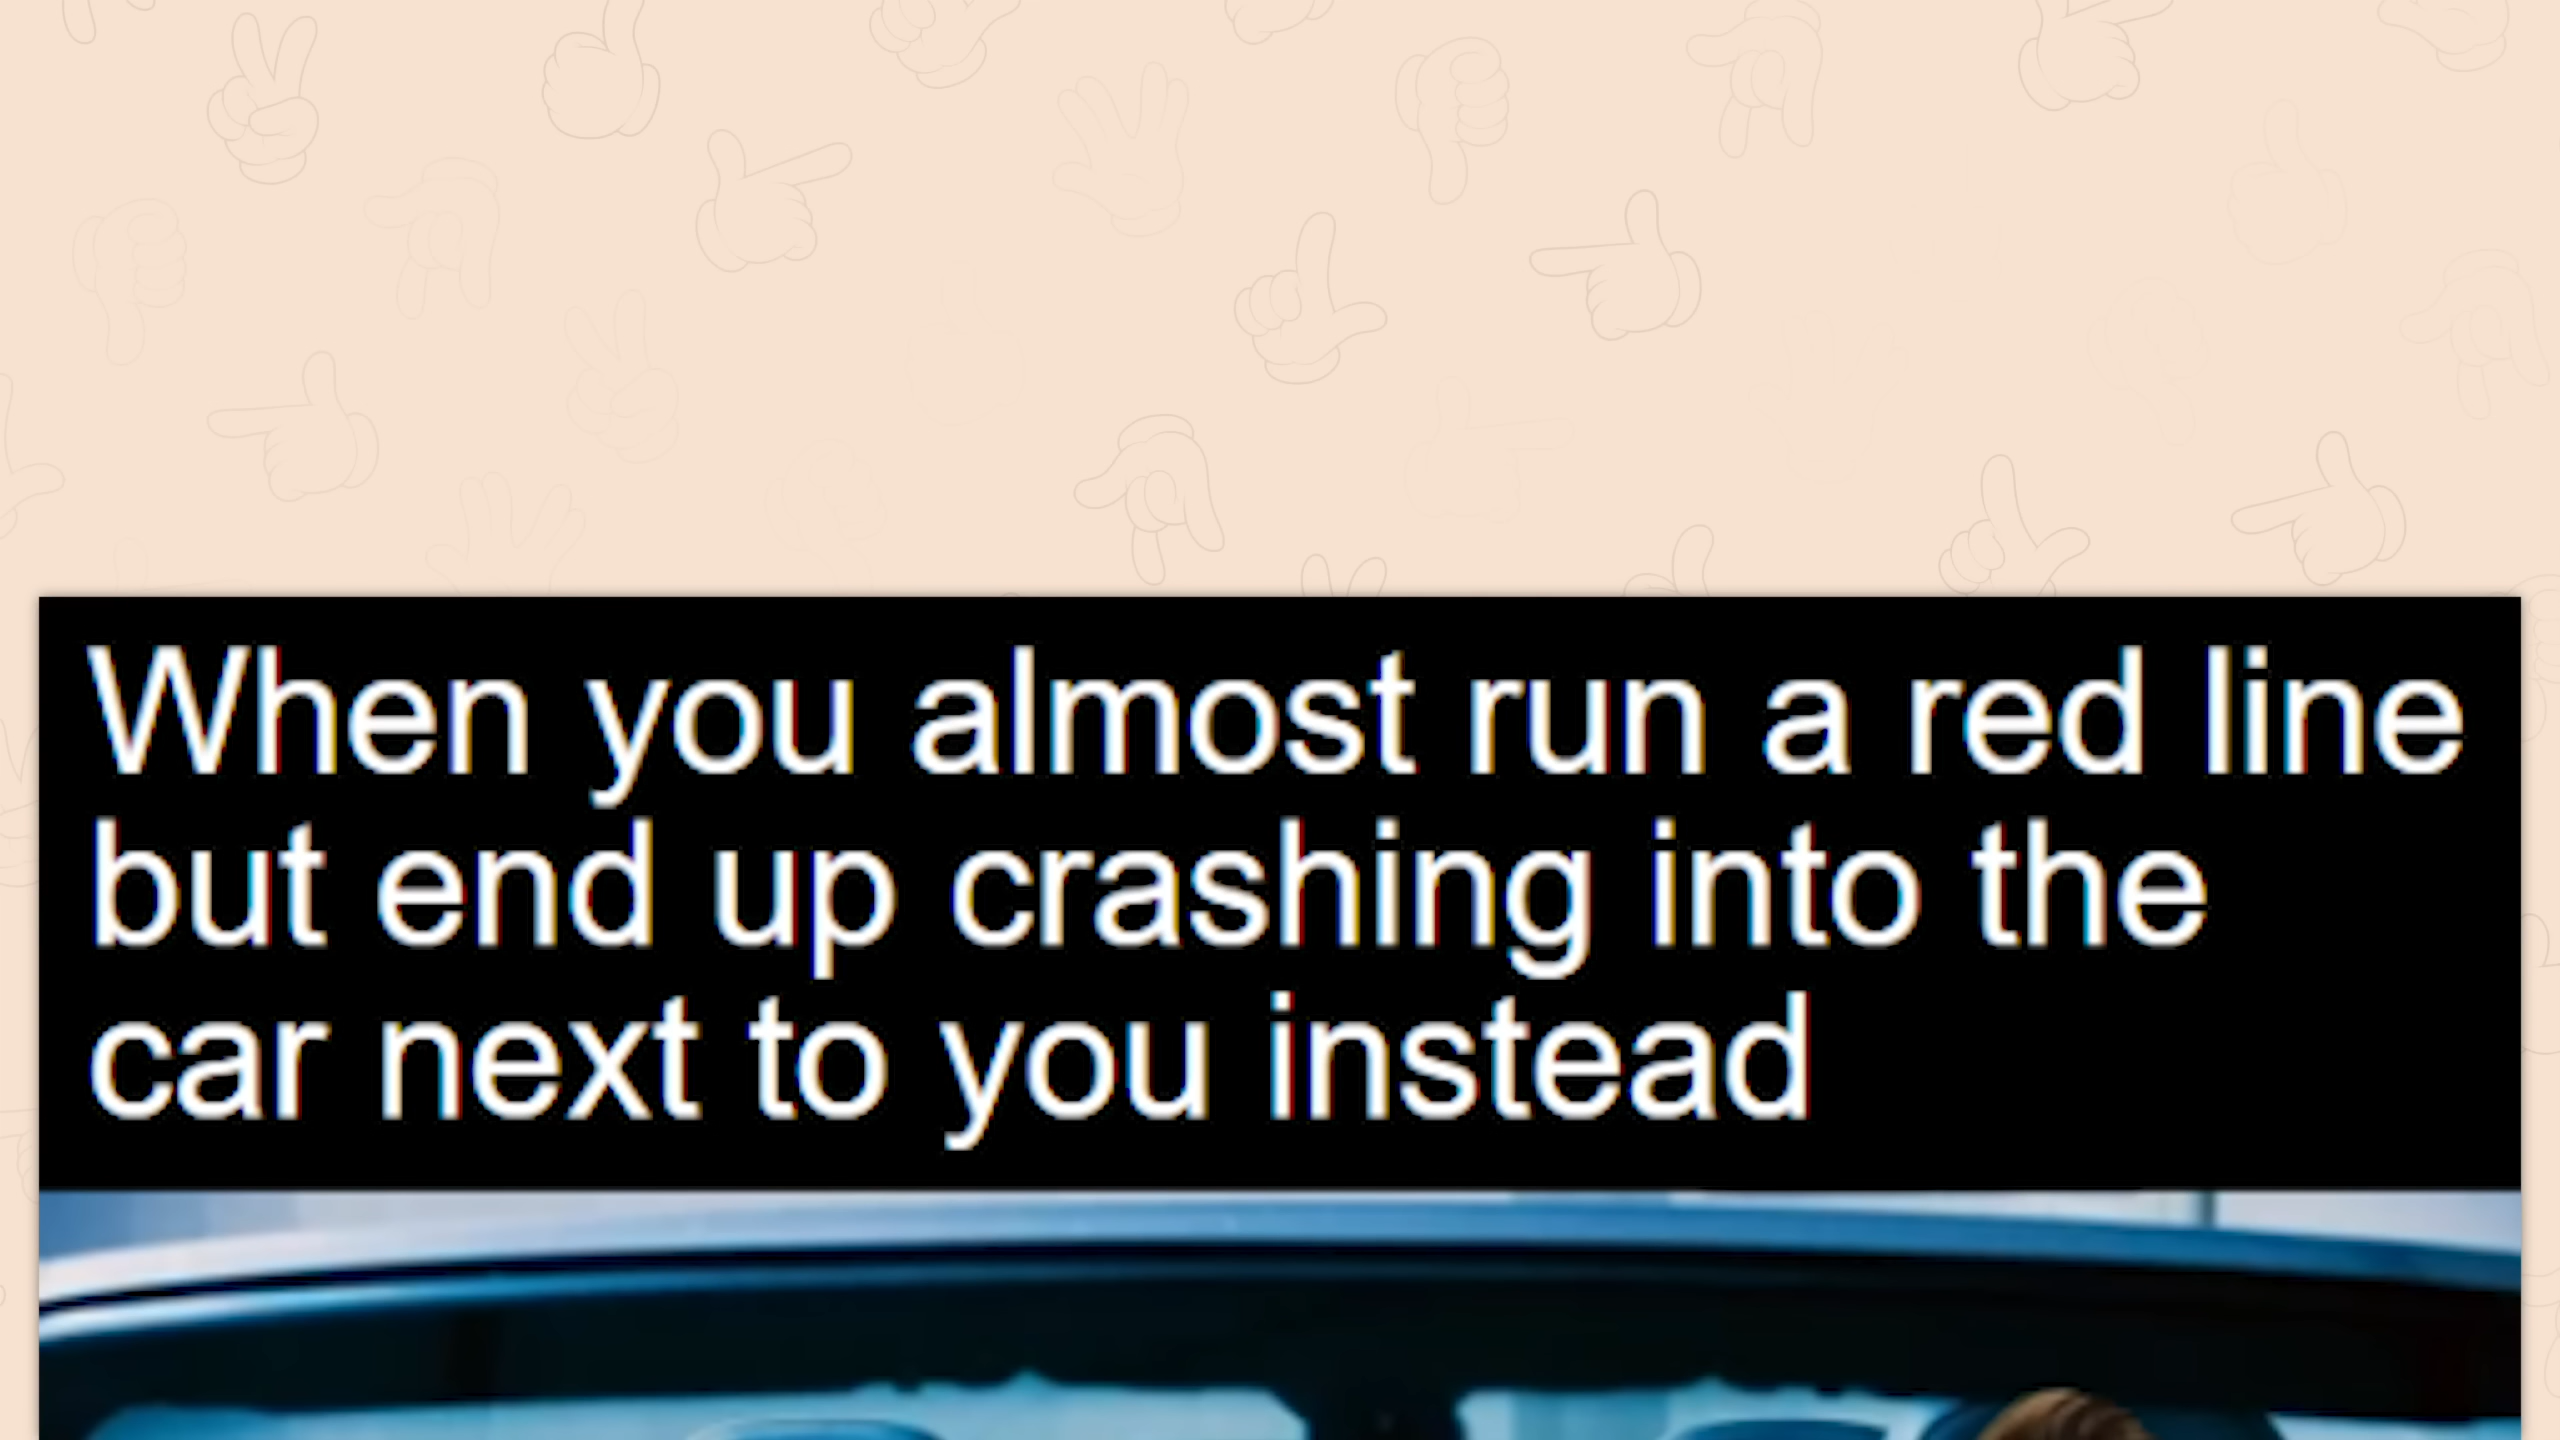 When you almost run a red line
but end up crashing into the
car next to you instead